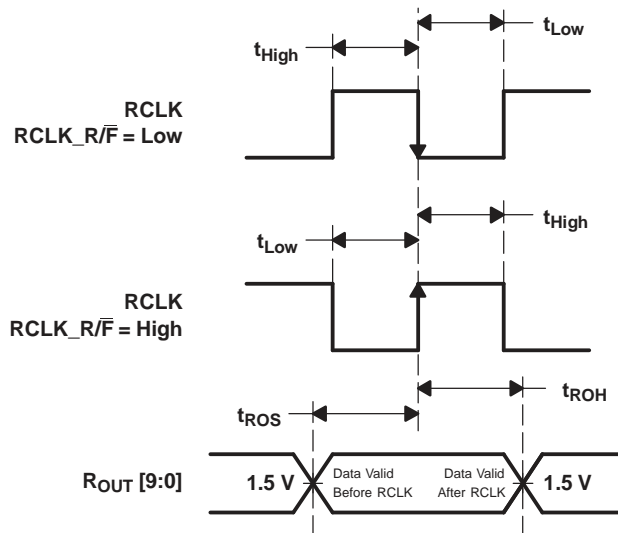 tLow
tHigh
RCLK
RCLK_R/F̅ = Low
tHigh
tLow
RCLK
RCLK_R/F̅ = High
tROH
tROS
ROUT [9:0]
1.5 V
Data Valid
Before RCLK
Data Valid
After RCLK
1.5 V